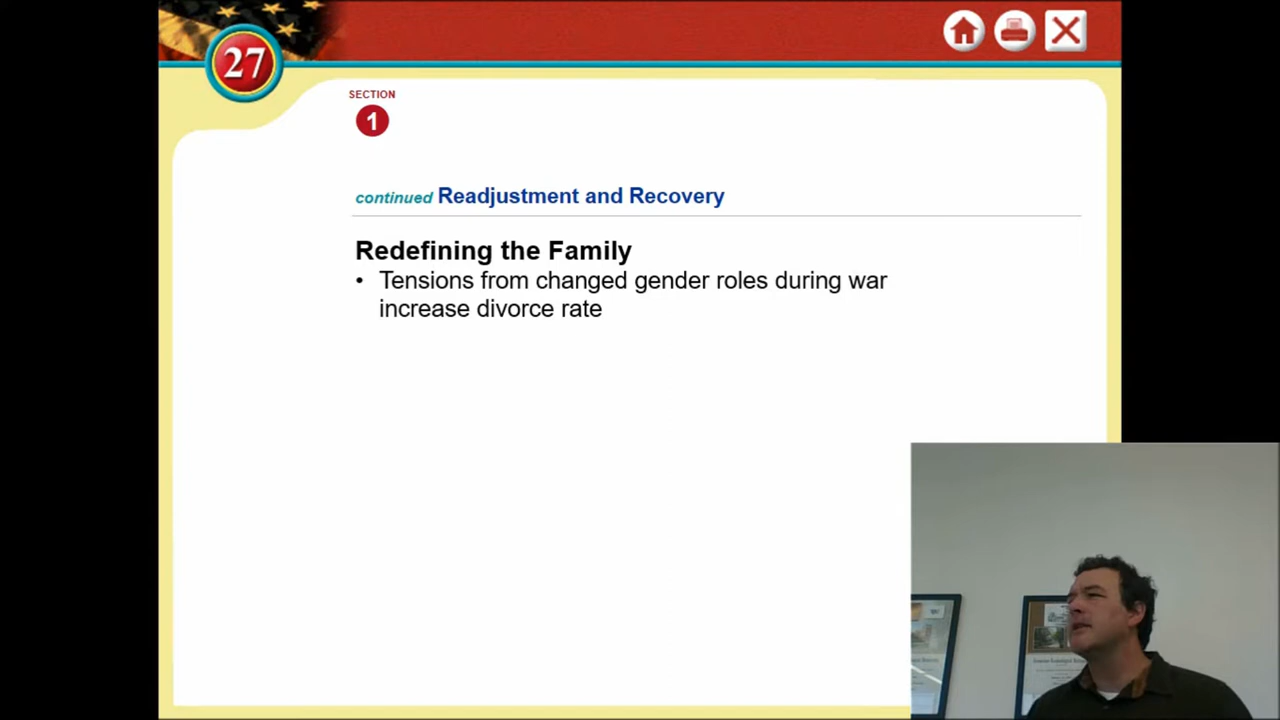 27
SECTION
1
continued Readjustment and Recovery
Redefining the Family
• Tensions from changed gender roles during war
increase divorce rate